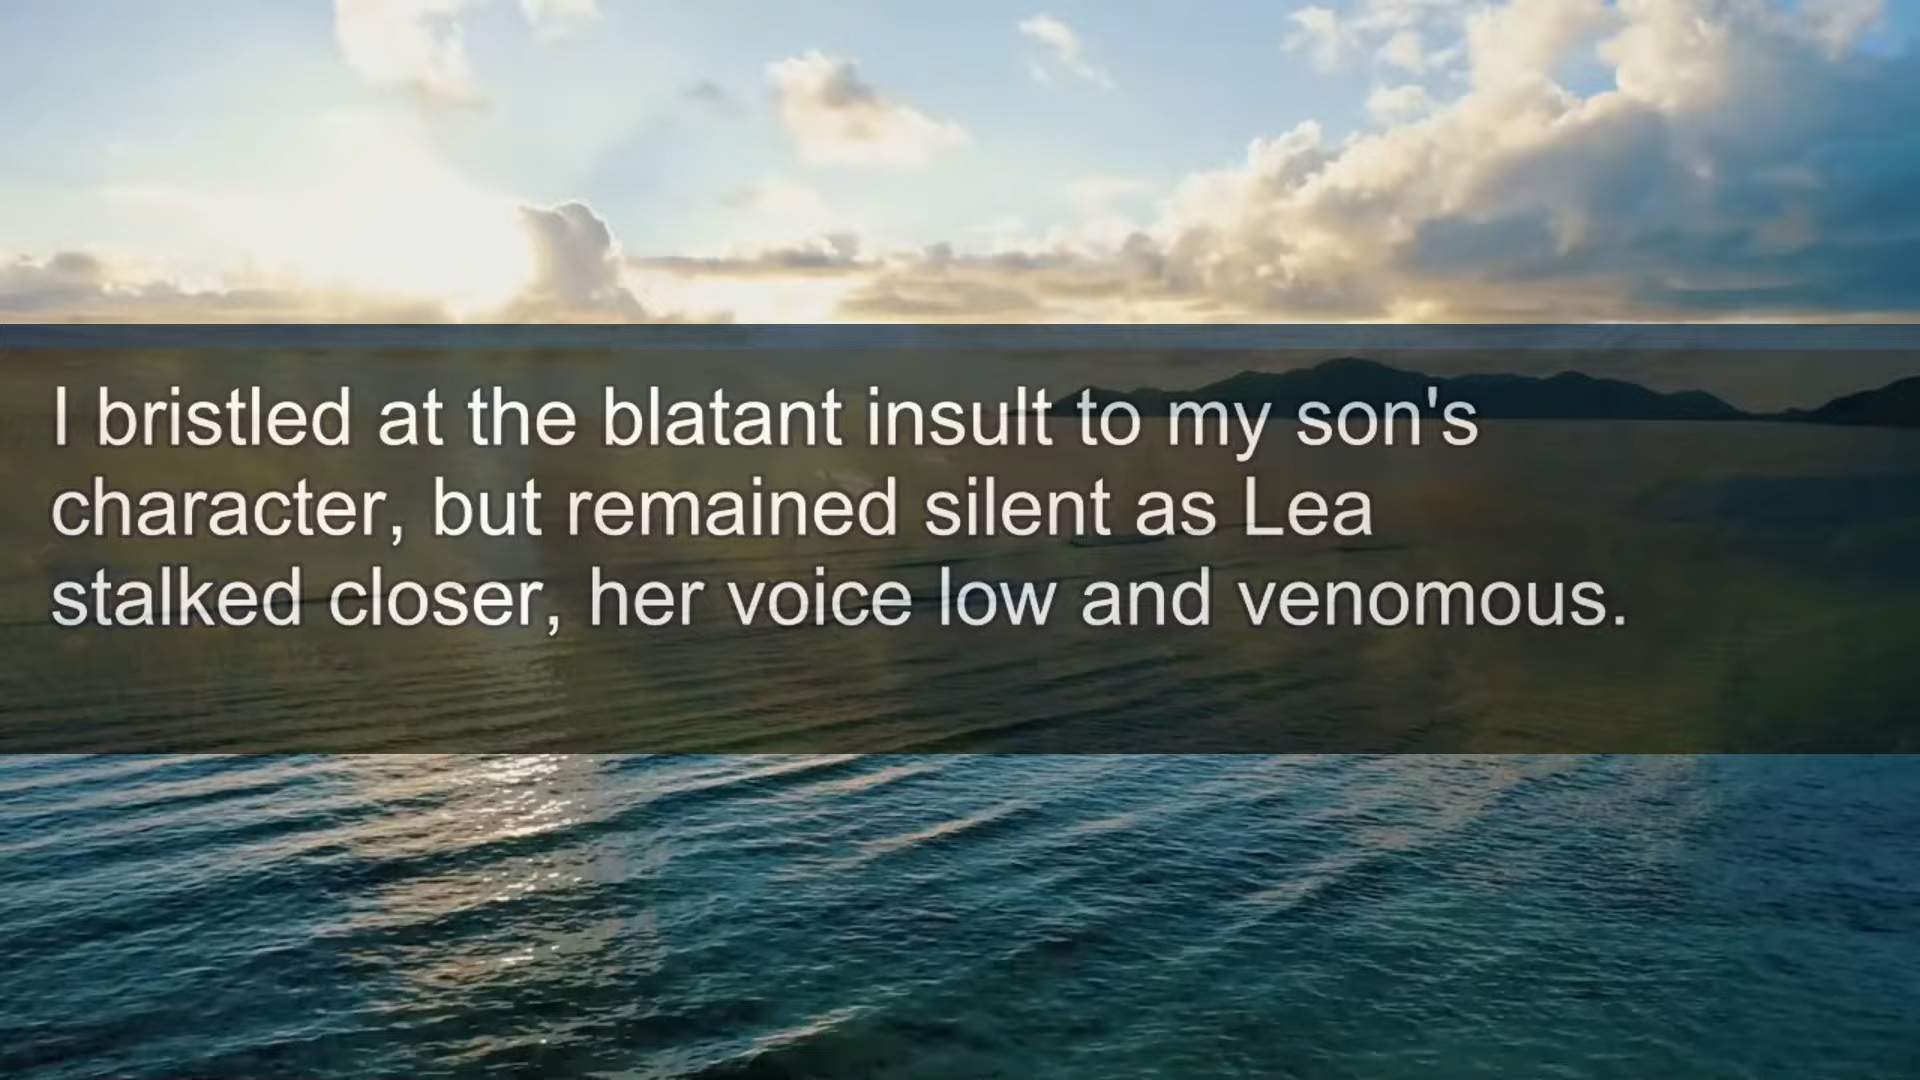 I bristled at the blatant insult to my son's
character, but remained silent as Lea
stalked closer, her voice low and venomous.